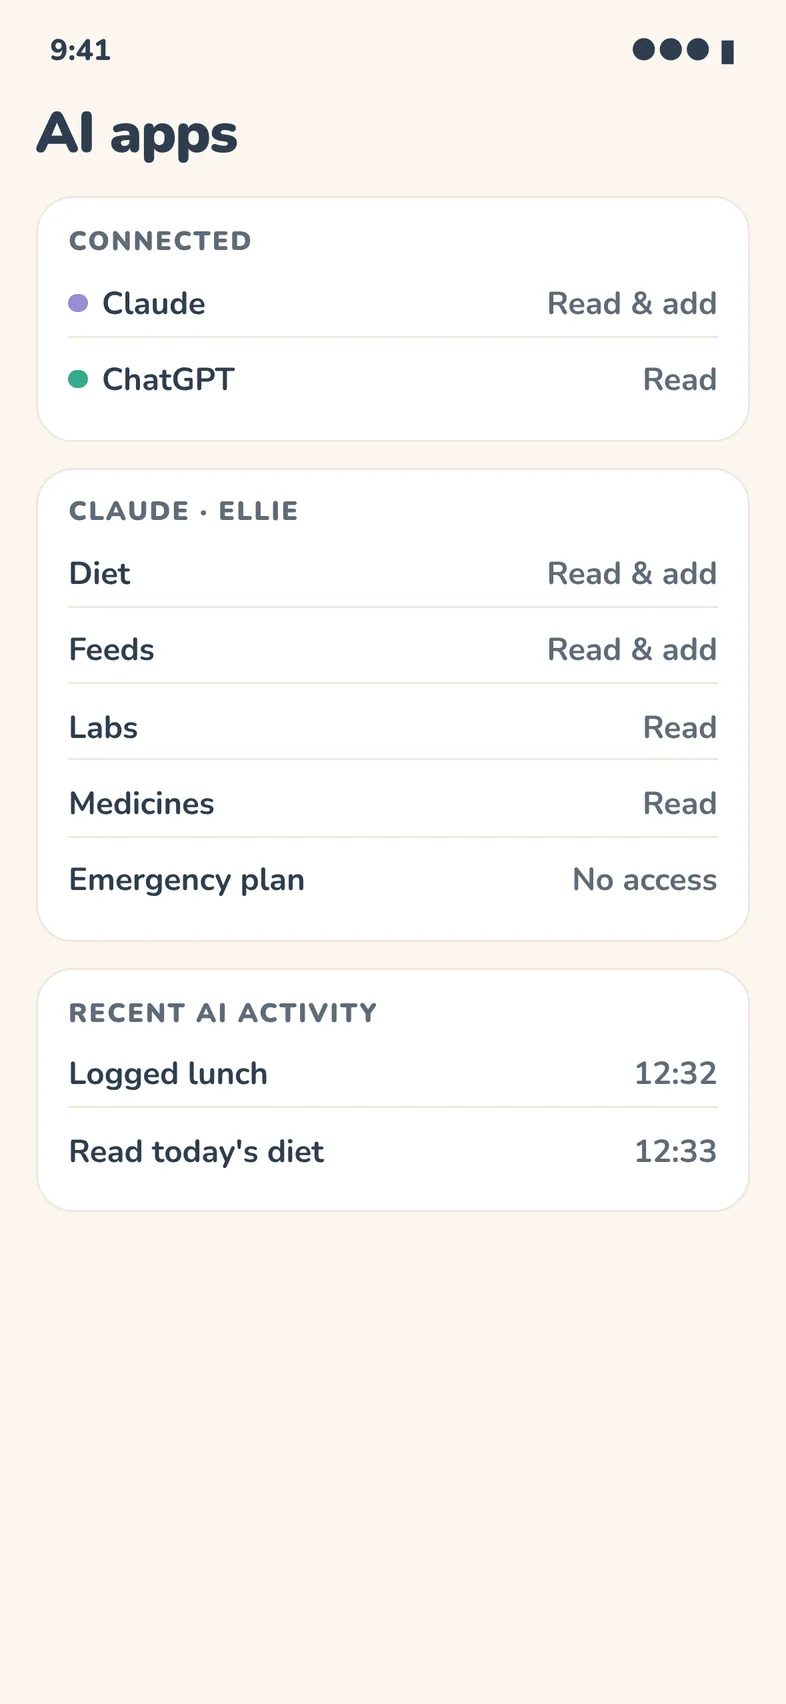 9:41
AI apps
CONNECTED
Claude Read & add
ChatGPT Read
CLAUDE · ELLIE
Diet Read & add
Feeds Read & add
Labs Read
Medicines Read
Emergency plan No access
RECENT AI ACTIVITY
Logged lunch 12:32
Read today's diet 12:33